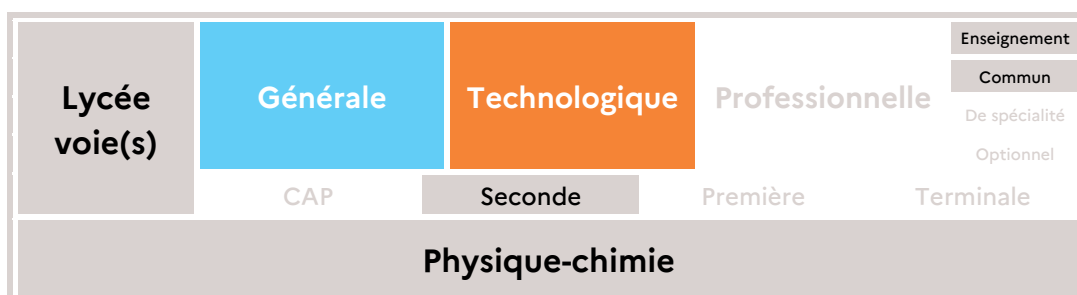 Lycée
voie(s)
Générale
Technologique
Professionnelle
Enseignement
Commun
De spécialité
Optionnel
CAP
Seconde
Première
Terminale
Physique-chimie